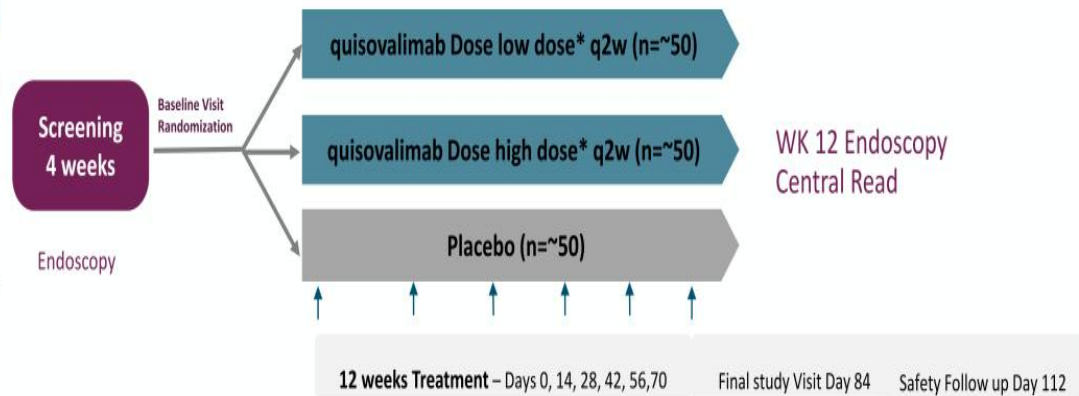 quisovalimab Dose low dose* q2w (n=~50)
Baseline Visit
Randomization
Screening
4 weeks
quisovalimab Dose high dose* q2w (n=~50)
WK 12 Endoscopy
Central Read
Endoscopy
Placebo (n=~50)
12 weeks Treatment – Days 0, 14, 28, 42, 56,70
Final study Visit Day 84
Safety Follow up Day 112